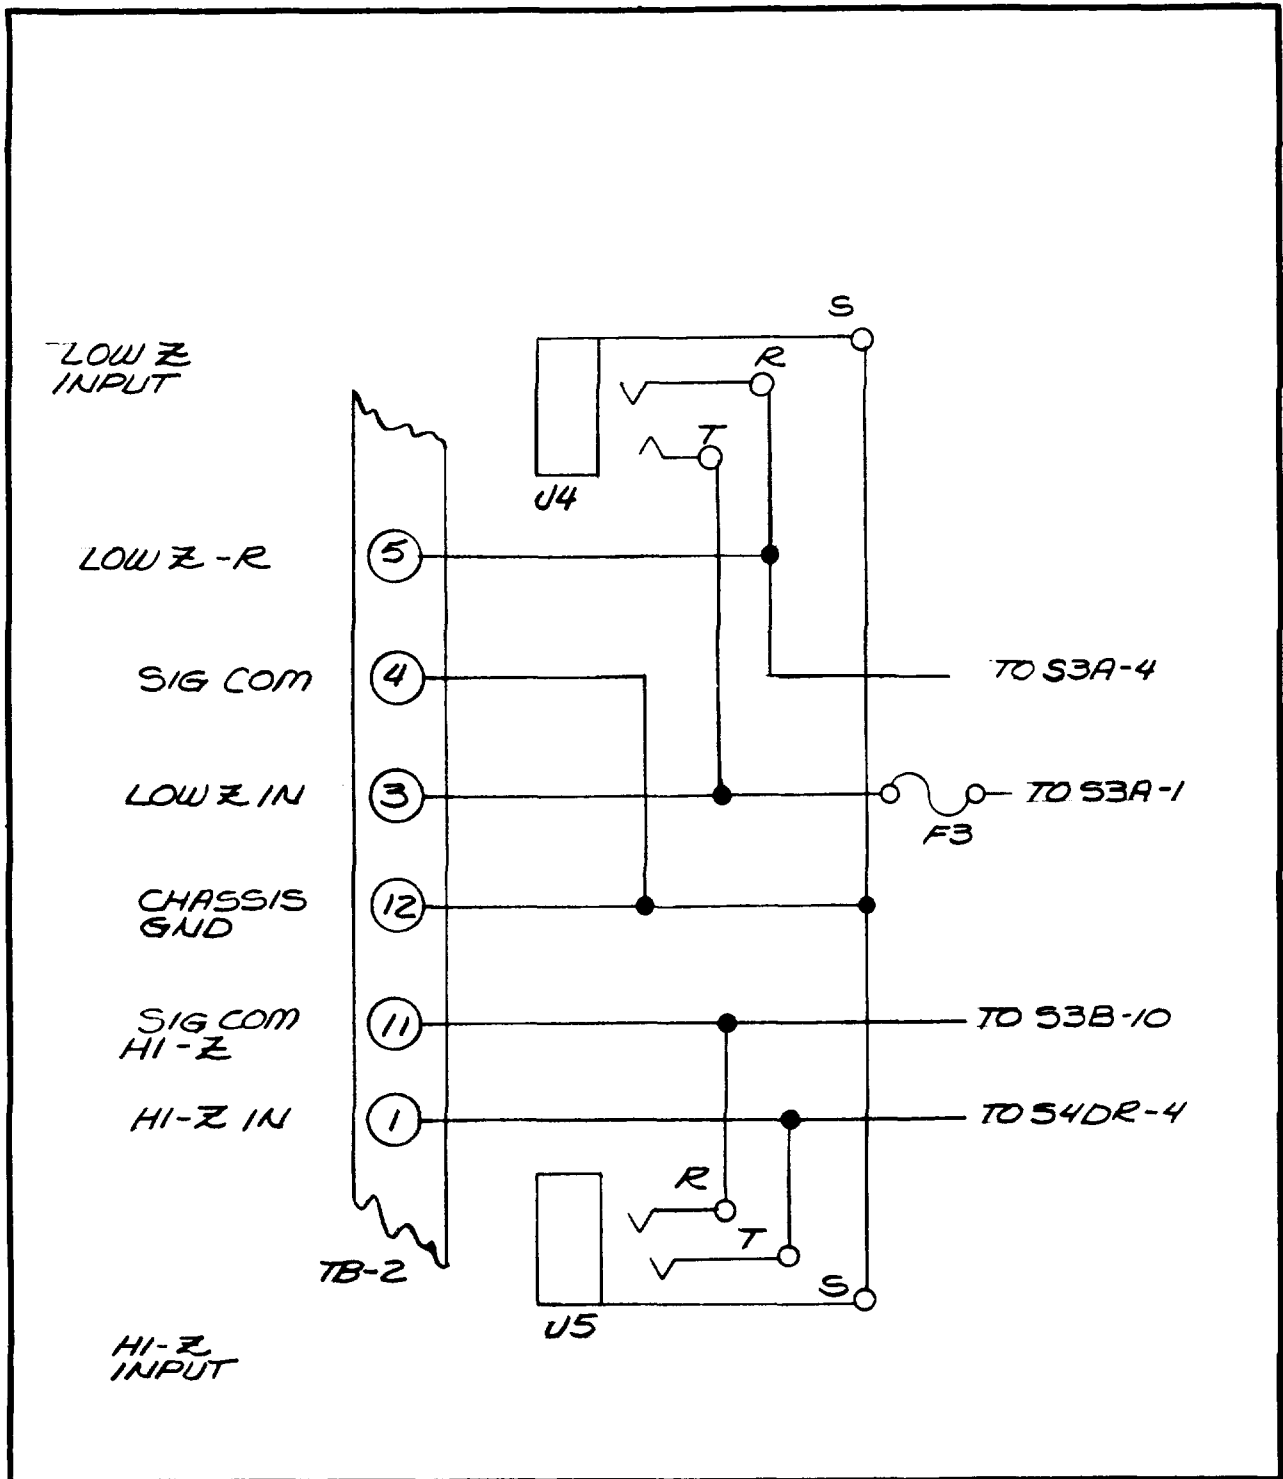 S
LOW Z
INPUT
R
T
J4
LOW Z-R
5
SIG COM
4
TO S3A-4
LOW Z IN
3
TO S3A-1
F3
CHASSIS
GND
12
SIG COM
HI-Z
11
TO S3B-10
HI-Z IN
1
TO S4DR-4
R
T
TB-2
S
J5
HI-Z
INPUT